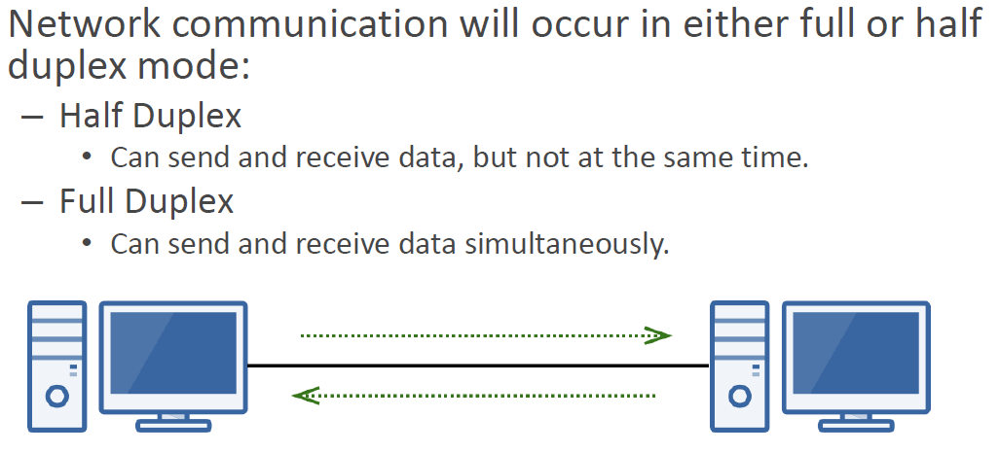 Network communication will occur in either full or half
duplex mode:
– Half Duplex
• Can send and receive data, but not at the same time.
– Full Duplex
• Can send and receive data simultaneously.